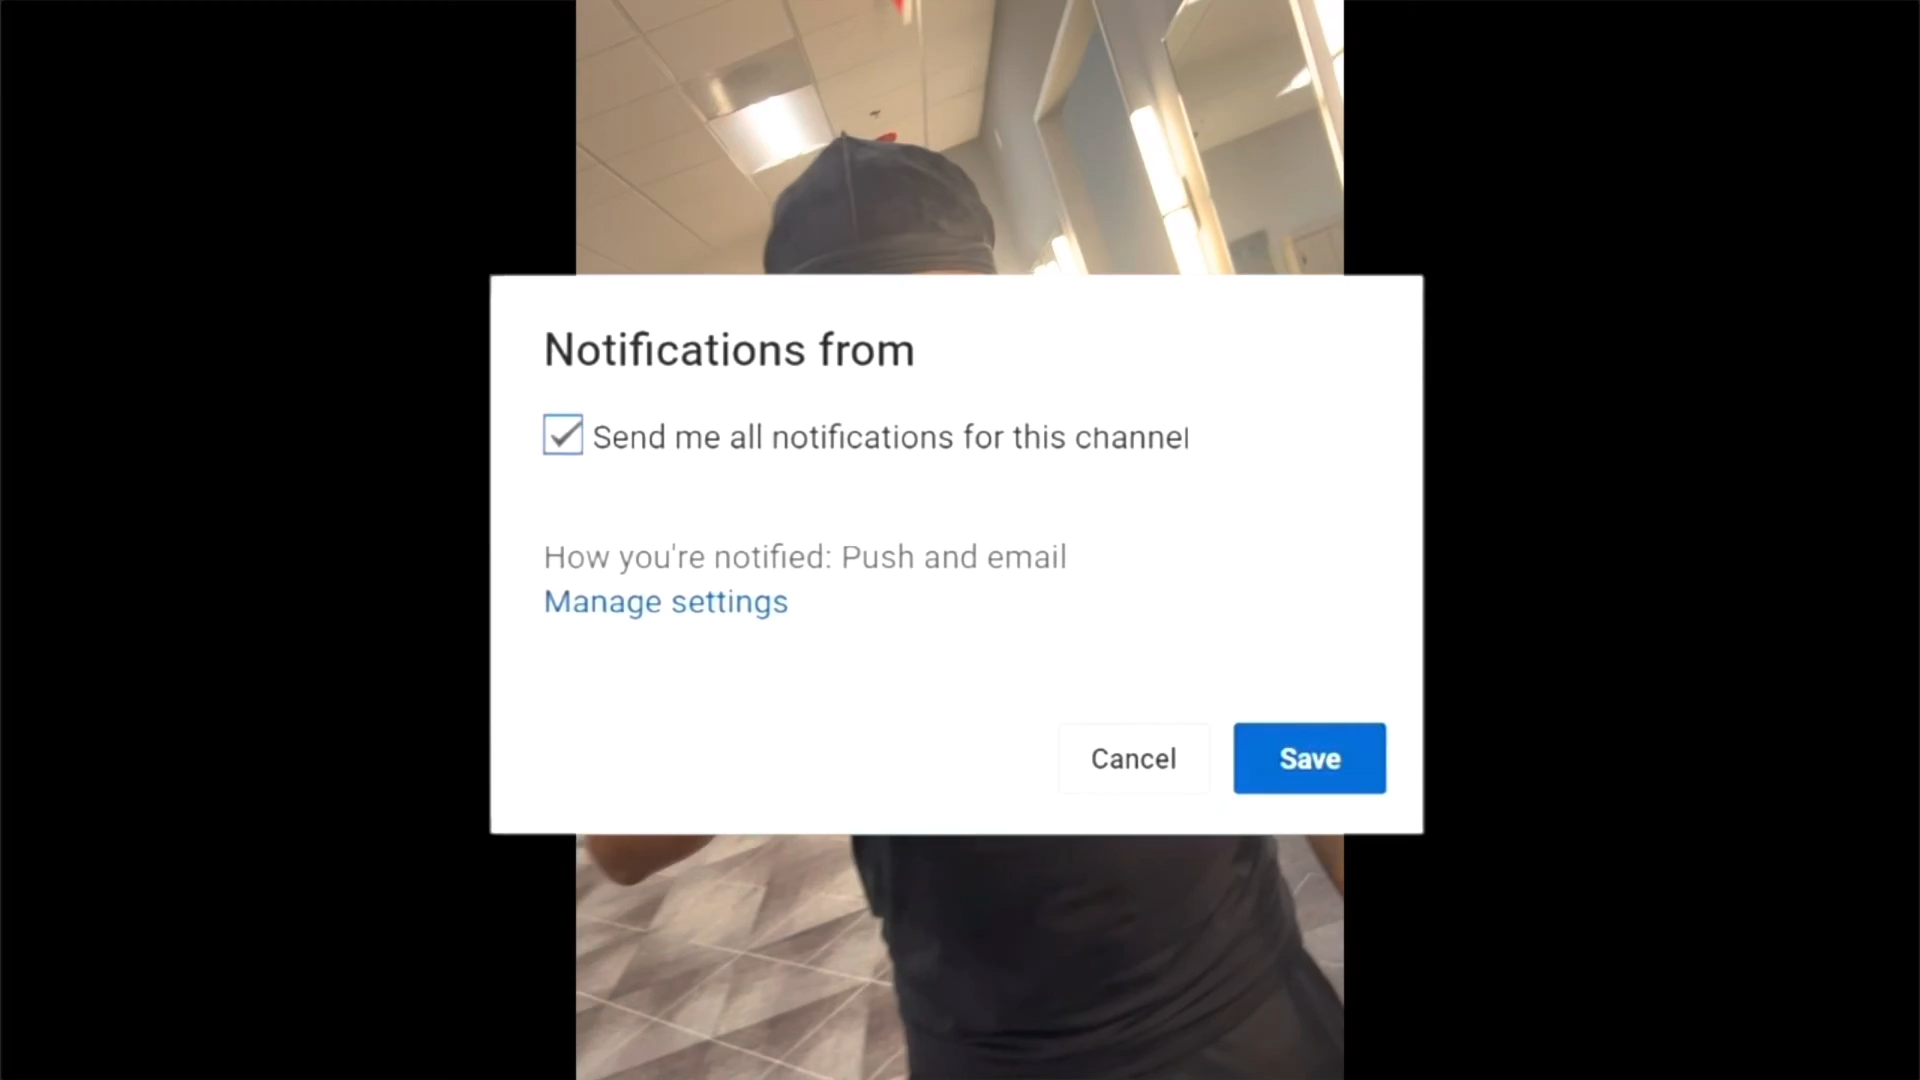 Notifications from
Send me all notifications for this channel
How you're notified: Push and email
Manage settings
Cancel
Save